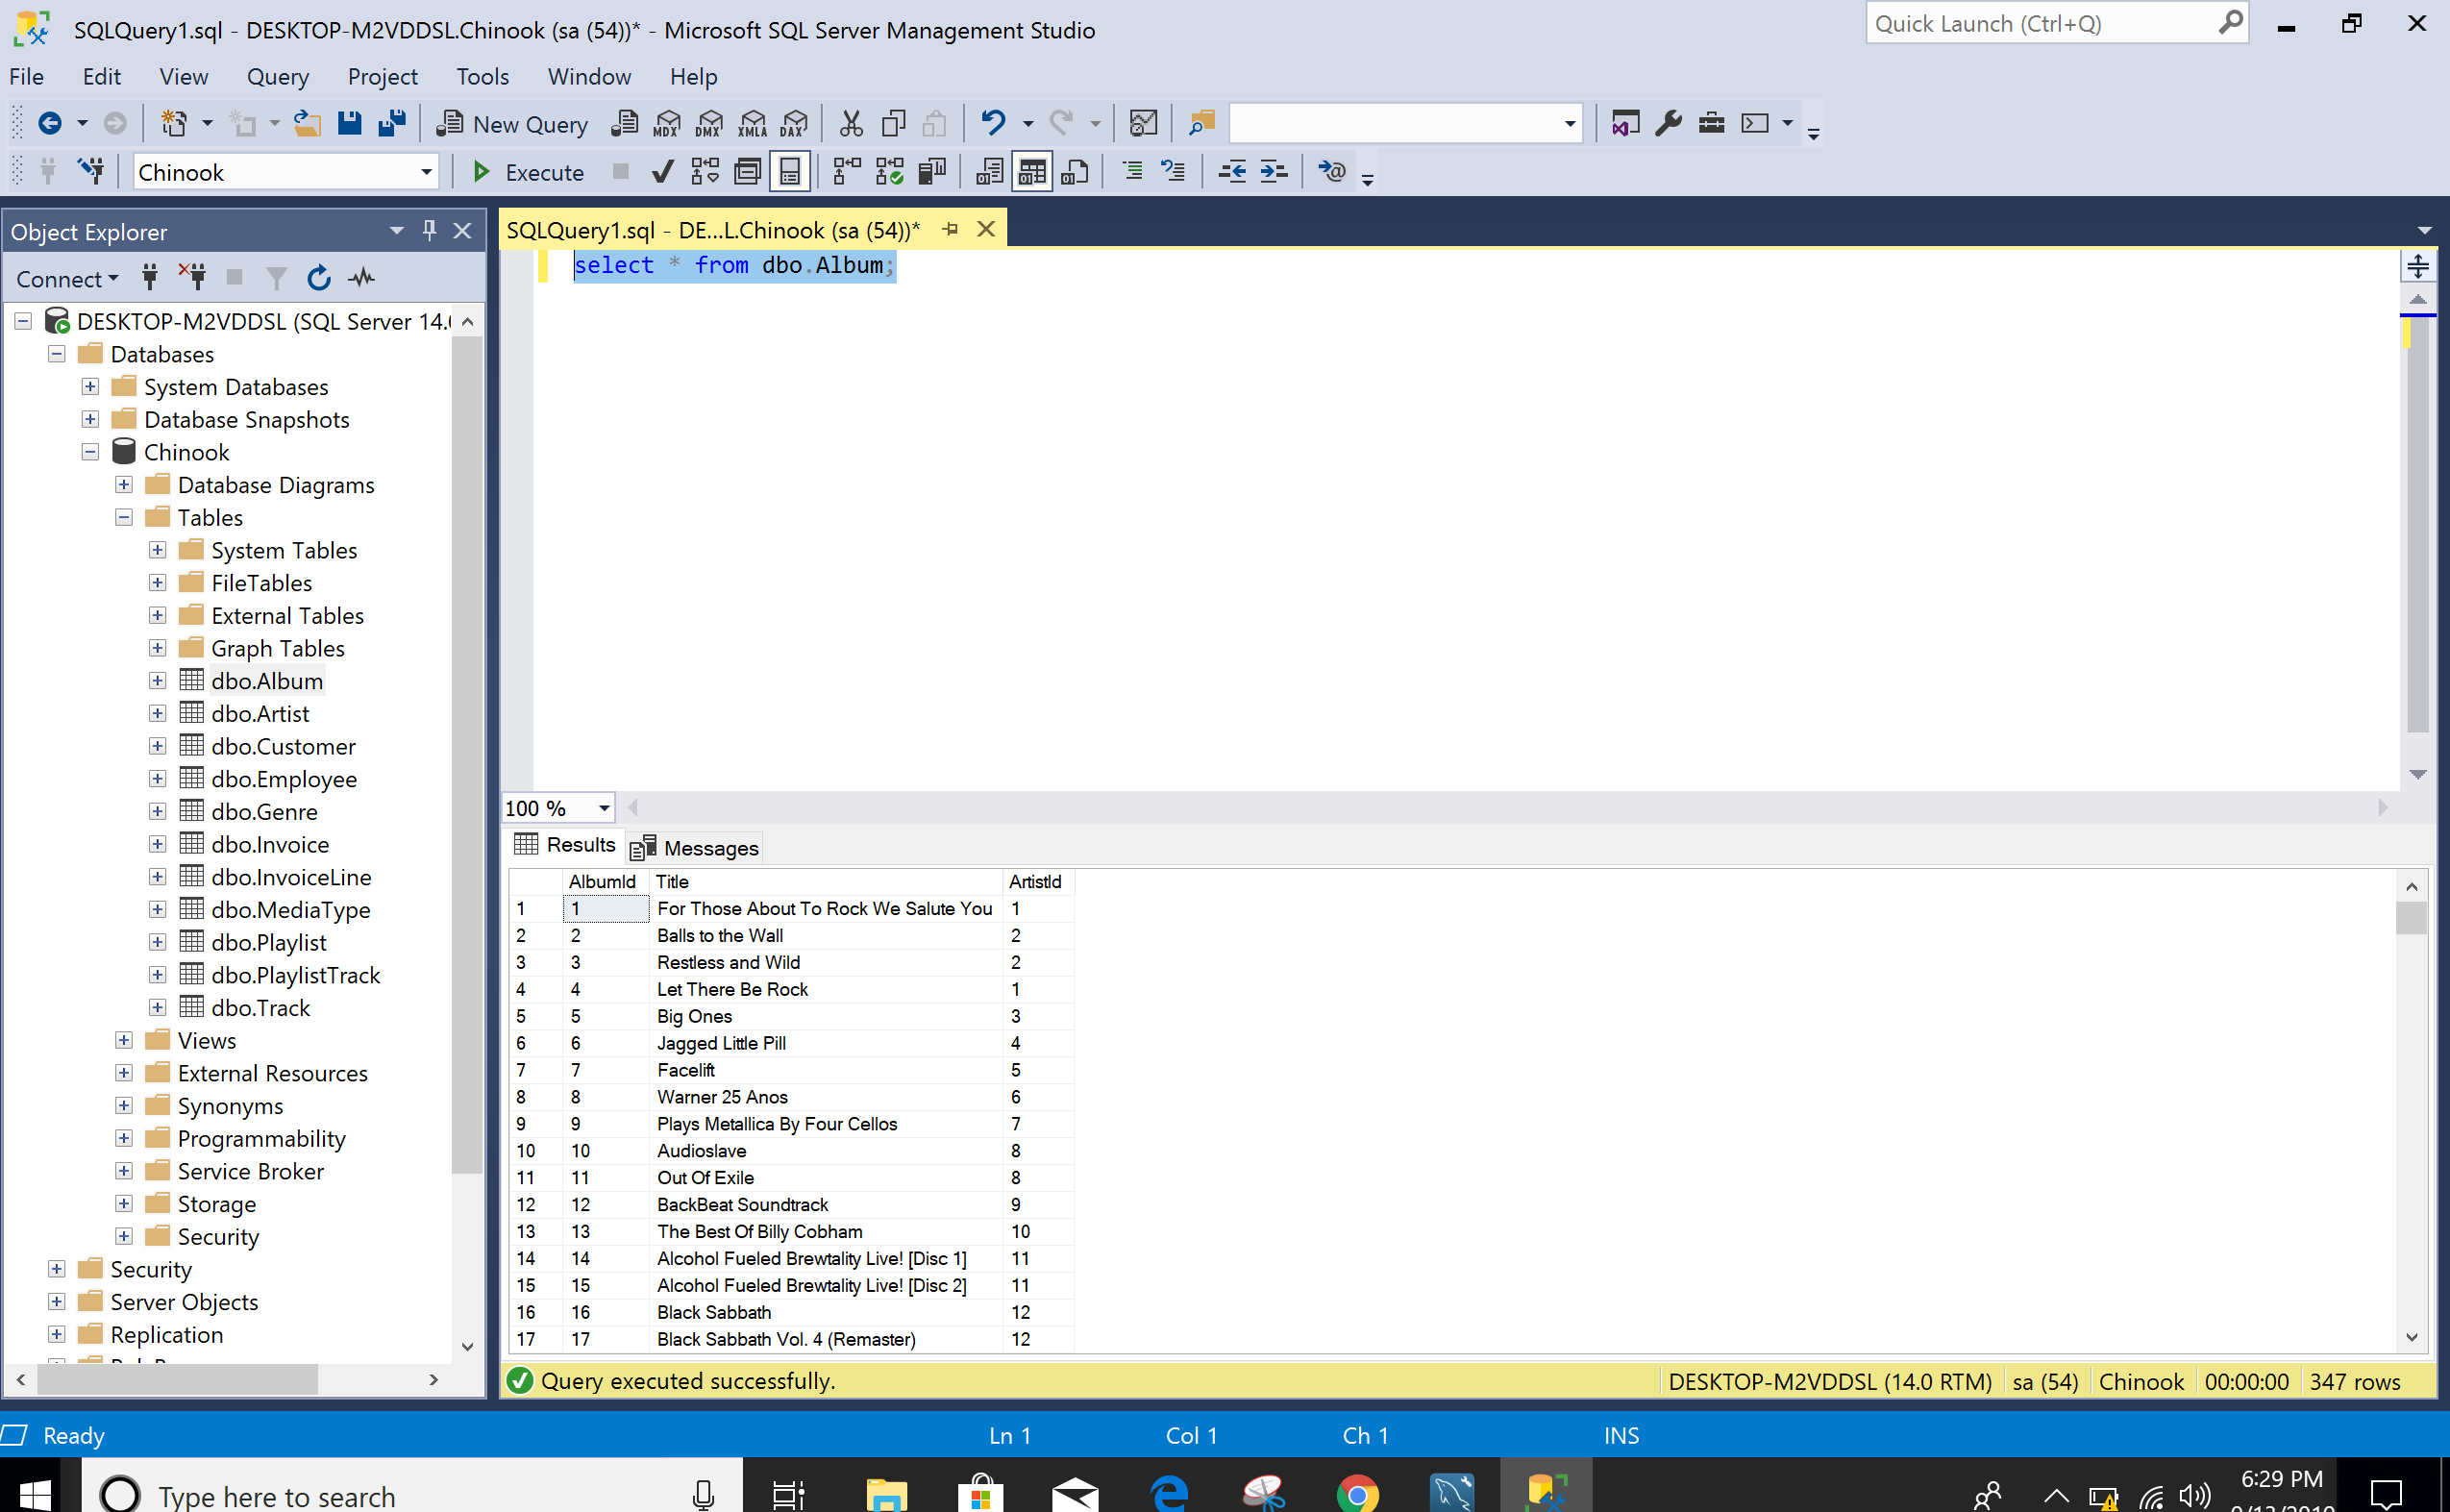 SQLQuery1.sql - DESKTOP-M2VDDSL.Chinook (sa (54))* - Microsoft SQL Server Management Studio
Quick Launch (Ctrl+Q)
File Edit View Query Project Tools Window Help
New Query MDX DMX XMLA DAX
Chinook Execute
Object Explorer
Connect
DESKTOP-M2VDDSL (SQL Server 14.
Databases
System Databases
Database Snapshots
Chinook
Database Diagrams
Tables
System Tables
FileTables
External Tables
Graph Tables
dbo.Album
dbo.Artist
dbo.Customer
dbo.Employee
dbo.Genre
dbo.Invoice
dbo.InvoiceLine
dbo.MediaType
dbo.Playlist
dbo.PlaylistTrack
dbo.Track
Views
External Resources
Synonyms
Programmability
Service Broker
Storage
Security
Security
Server Objects
Replication
SQLQuery1.sql - DE...L.Chinook (sa (54))*
select * from dbo.Album;
100 %
Results Messages
AlbumId Title ArtistId
1 1 For Those About To Rock We Salute You 1
2 2 Balls to the Wall 2
3 3 Restless and Wild 2
4 4 Let There Be Rock 1
5 5 Big Ones 3
6 6 Jagged Little Pill 4
7 7 Facelift 5
8 8 Warner 25 Anos 6
9 9 Plays Metallica By Four Cellos 7
10 10 Audioslave 8
11 11 Out Of Exile 8
12 12 BackBeat Soundtrack 9
13 13 The Best Of Billy Cobham 10
14 14 Alcohol Fueled Brewtality Live! [Disc 1] 11
15 15 Alcohol Fueled Brewtality Live! [Disc 2] 11
16 16 Black Sabbath 12
17 17 Black Sabbath Vol. 4 (Remaster) 12
Query executed successfully. DESKTOP-M2VDDSL (14.0 RTM) sa (54) Chinook 00:00:00 347 rows
Ready Ln 1 Col 1 Ch 1 INS
Type here to search
6:29 PM